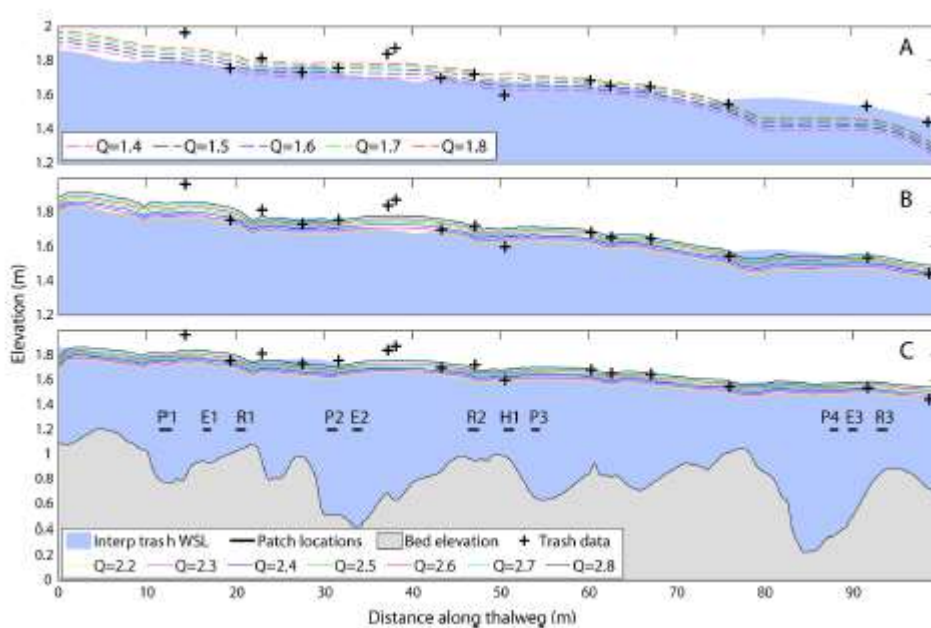 2
A
1.8
1.6
1.4
Q=1.4 Q=1.5 Q=1.6 Q=1.7 Q=1.8
1.2
B
1.8
1.6
1.4
1.2
Elevation (m)
C
1.8
1.6
1.4
P1 E1 R1 P2 E2 R2 H1 P3 P4 E3 R3
1.2
1
0.8
0.6
0.4
Interp trash WSL Patch locations Bed elevation Trash data
0.2
Q=2.2 Q=2.3 Q=2.4 Q=2.5 Q=2.6 Q=2.7 Q=2.8
0
0 10 20 30 40 50 60 70 80 90
Distance along thalweg (m)